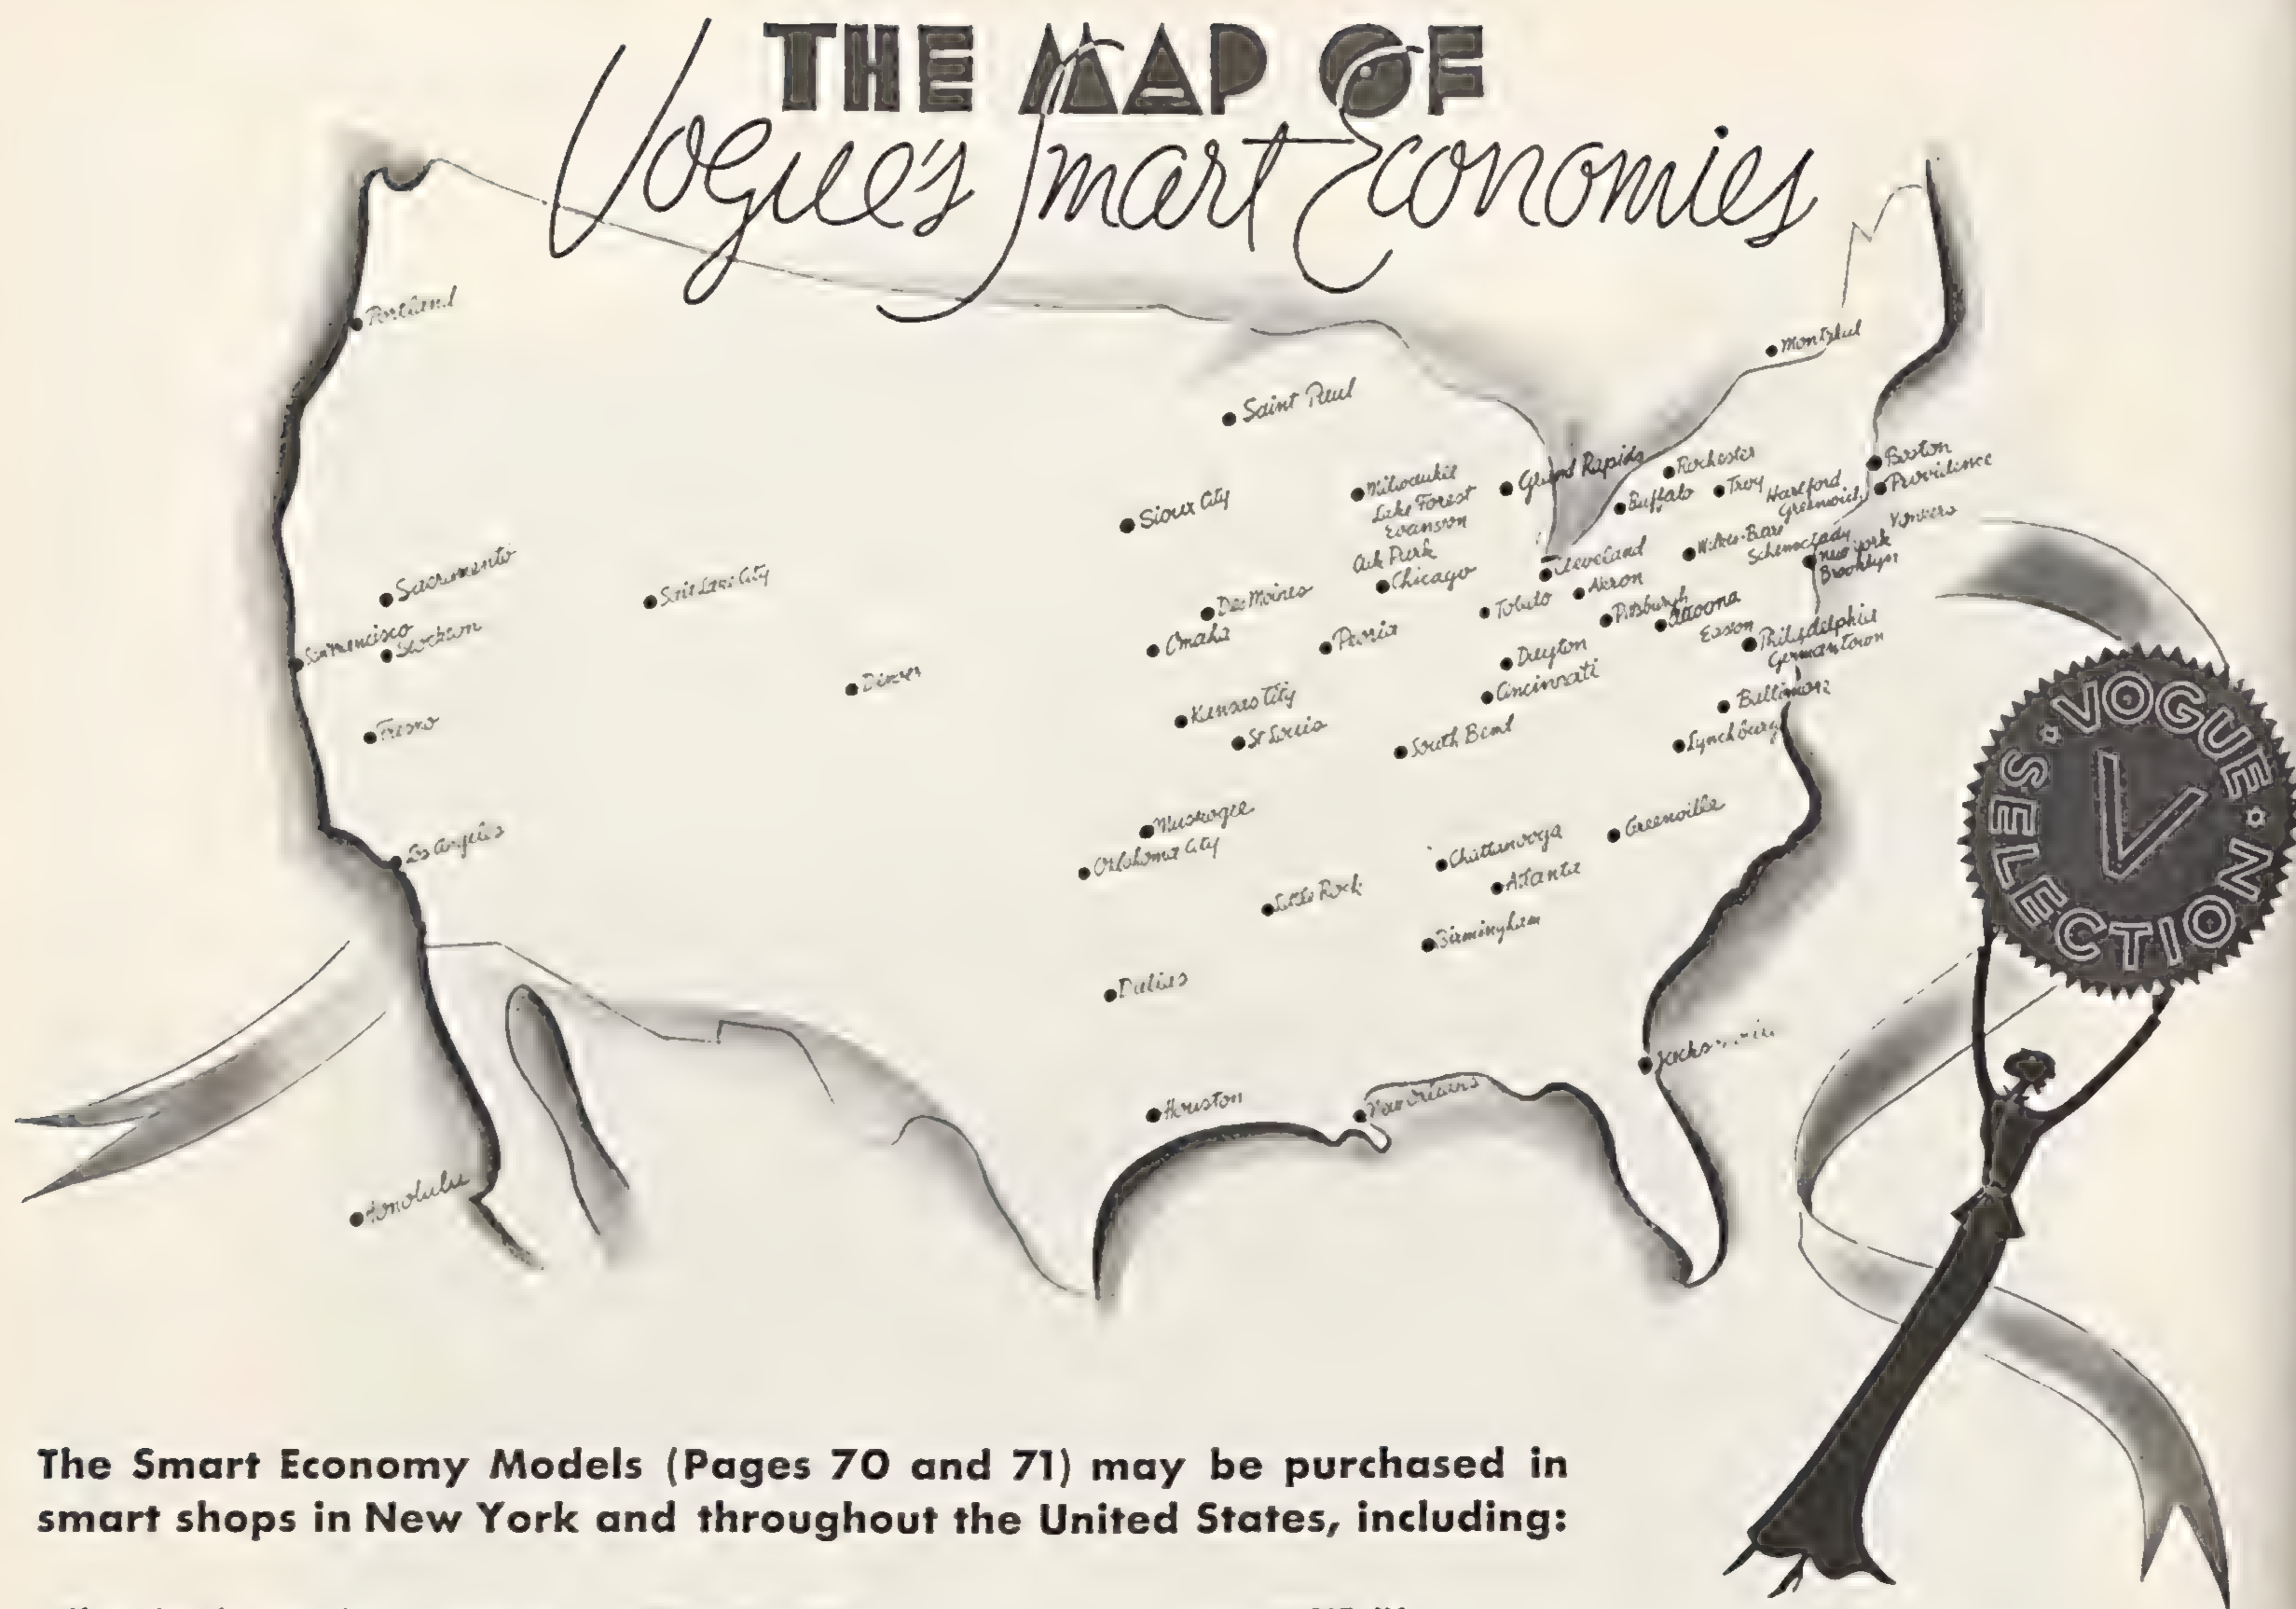 THE MAP OF
Vogue's Smart Economies
Portland
Montreal
Saint Paul
Milwaukee
Lake Forest
Evanston
Oak Park
Chicago
Grand Rapids
Rochester
Buffalo
Troy
Hartford
Greenwich
Boston
Providence
Yonkers
Sioux City
Wilkes-Barre
Schenectady
New York
Brooklyn
Cleveland
Akron
Toledo
Pittsburgh
Altoona
Easton
Philadelphia
Germantown
Sacramento
San Francisco
Stockton
Salt Lake City
Des Moines
Omaha
Peoria
Dayton
Cincinnati
Denver
Fresno
Kansas City
St Louis
South Bend
Baltimore
Lynchburg
Los Angeles
Muskogee
Oklahoma City
Little Rock
Chattanooga
Atlanta
Birmingham
Greenville
Dallas
Houston
New Orleans
Honolulu
VOGUE
V
SELECTION
The Smart Economy Models (Pages 70 and 71) may be purchased in
smart shops in New York and throughout the United States, including: